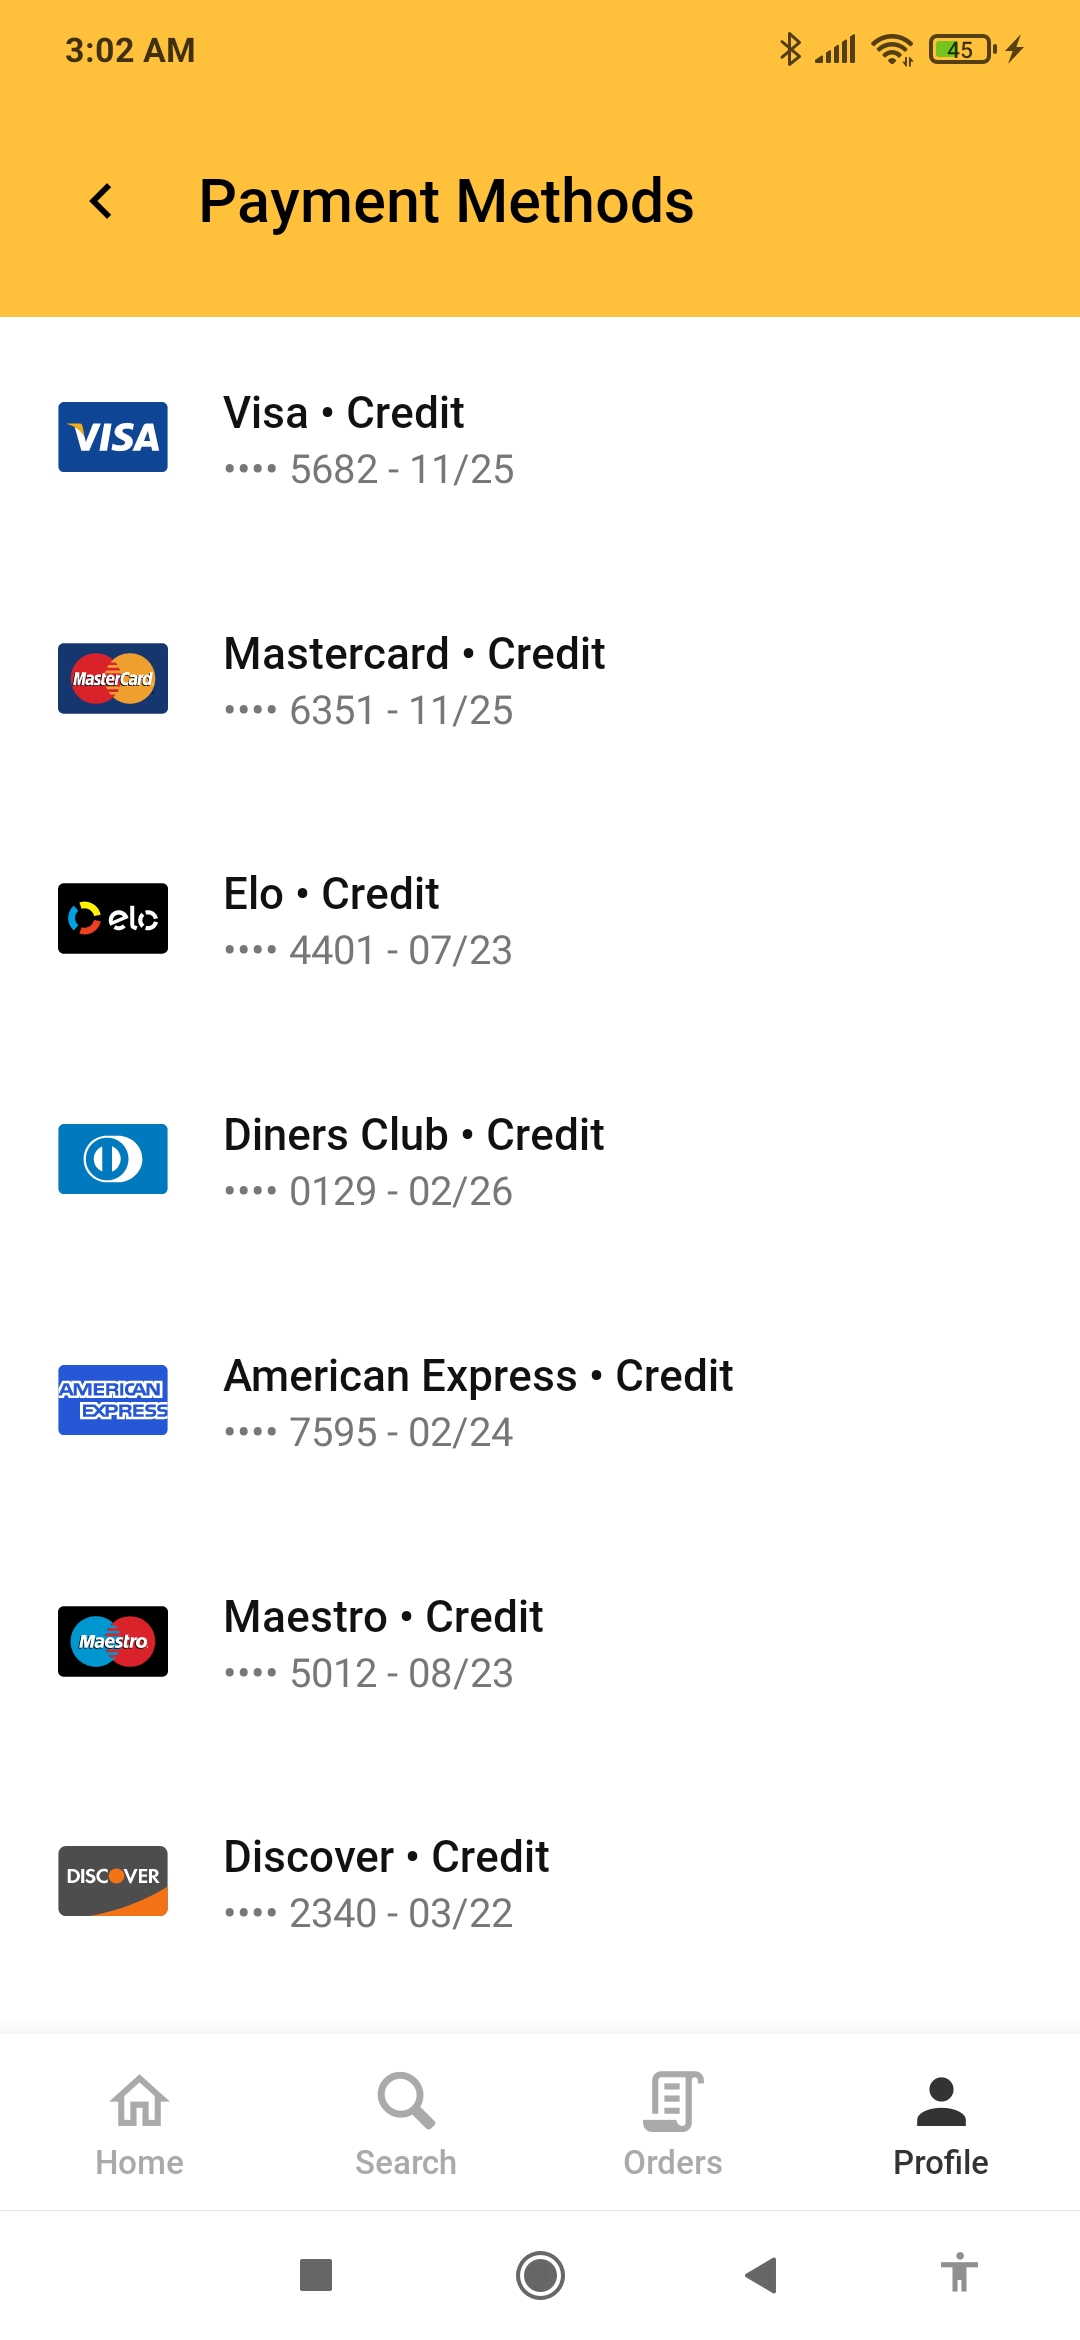 3:02 AM 45
Payment Methods
VISA
Visa • Credit
•••• 5682 - 11/25
MasterCard
Mastercard • Credit
•••• 6351 - 11/25
elo
Elo • Credit
•••• 4401 - 07/23
Diners Club • Credit
•••• 0129 - 02/26
AMERICAN
EXPRESS
American Express • Credit
•••• 7595 - 02/24
Maestro
Maestro • Credit
•••• 5012 - 08/23
DISCOVER
Discover • Credit
•••• 2340 - 03/22
Home Search Orders Profile